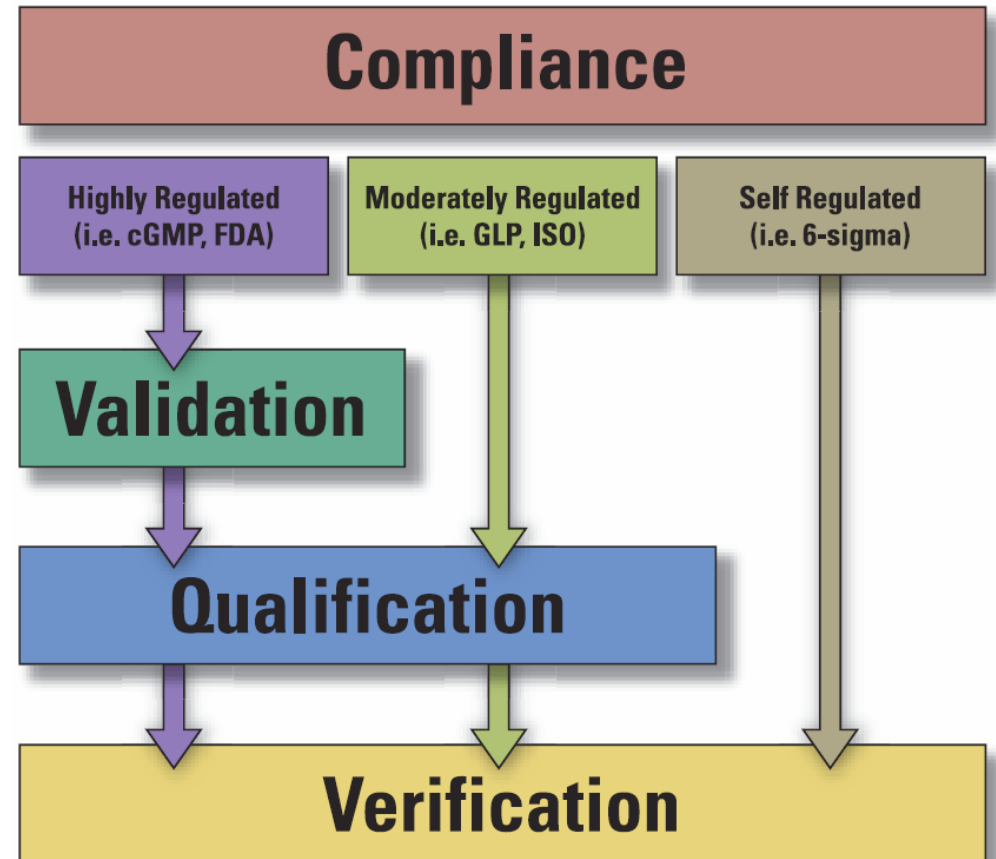 Compliance
Highly Regulated
(i.e. cGMP, FDA)
Moderately Regulated
(i.e. GLP, ISO)
Self Regulated
(i.e. 6-sigma)
Validation
Qualification
Verification